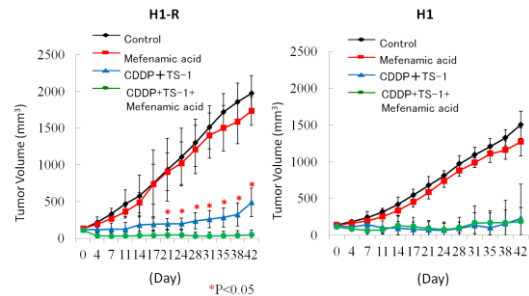 H1-R
Control
Mefenamic acid
CDDP+TS-1
CDDP+TS-1+
Mefenamic acid
Tumor Volume (mm³)
2500
2000
1500
1000
500
0
* * * * * * *
0 4 7 11 14 17 21 24 28 31 35 38 42
(Day)
*P<0.05
H1
Control
Mefenamic acid
CDDP+TS-1
CDDP+TS-1+
Mefenamic acid
Tumor Volume (mm³)
2500
2000
1500
1000
500
0
0 4 7 11 14 17 21 24 28 31 35 38 42
(Day)